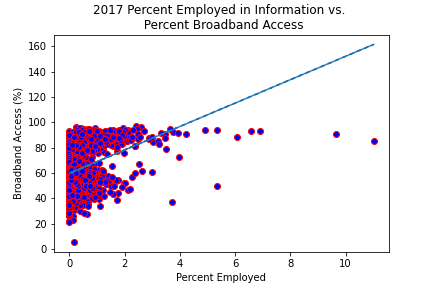 2017 Percent Employed in Information vs.
Percent Broadband Access
160
140
120
100
80
60
40
20
0
Broadband Access (%)
0 2 4 6 8 10
Percent Employed